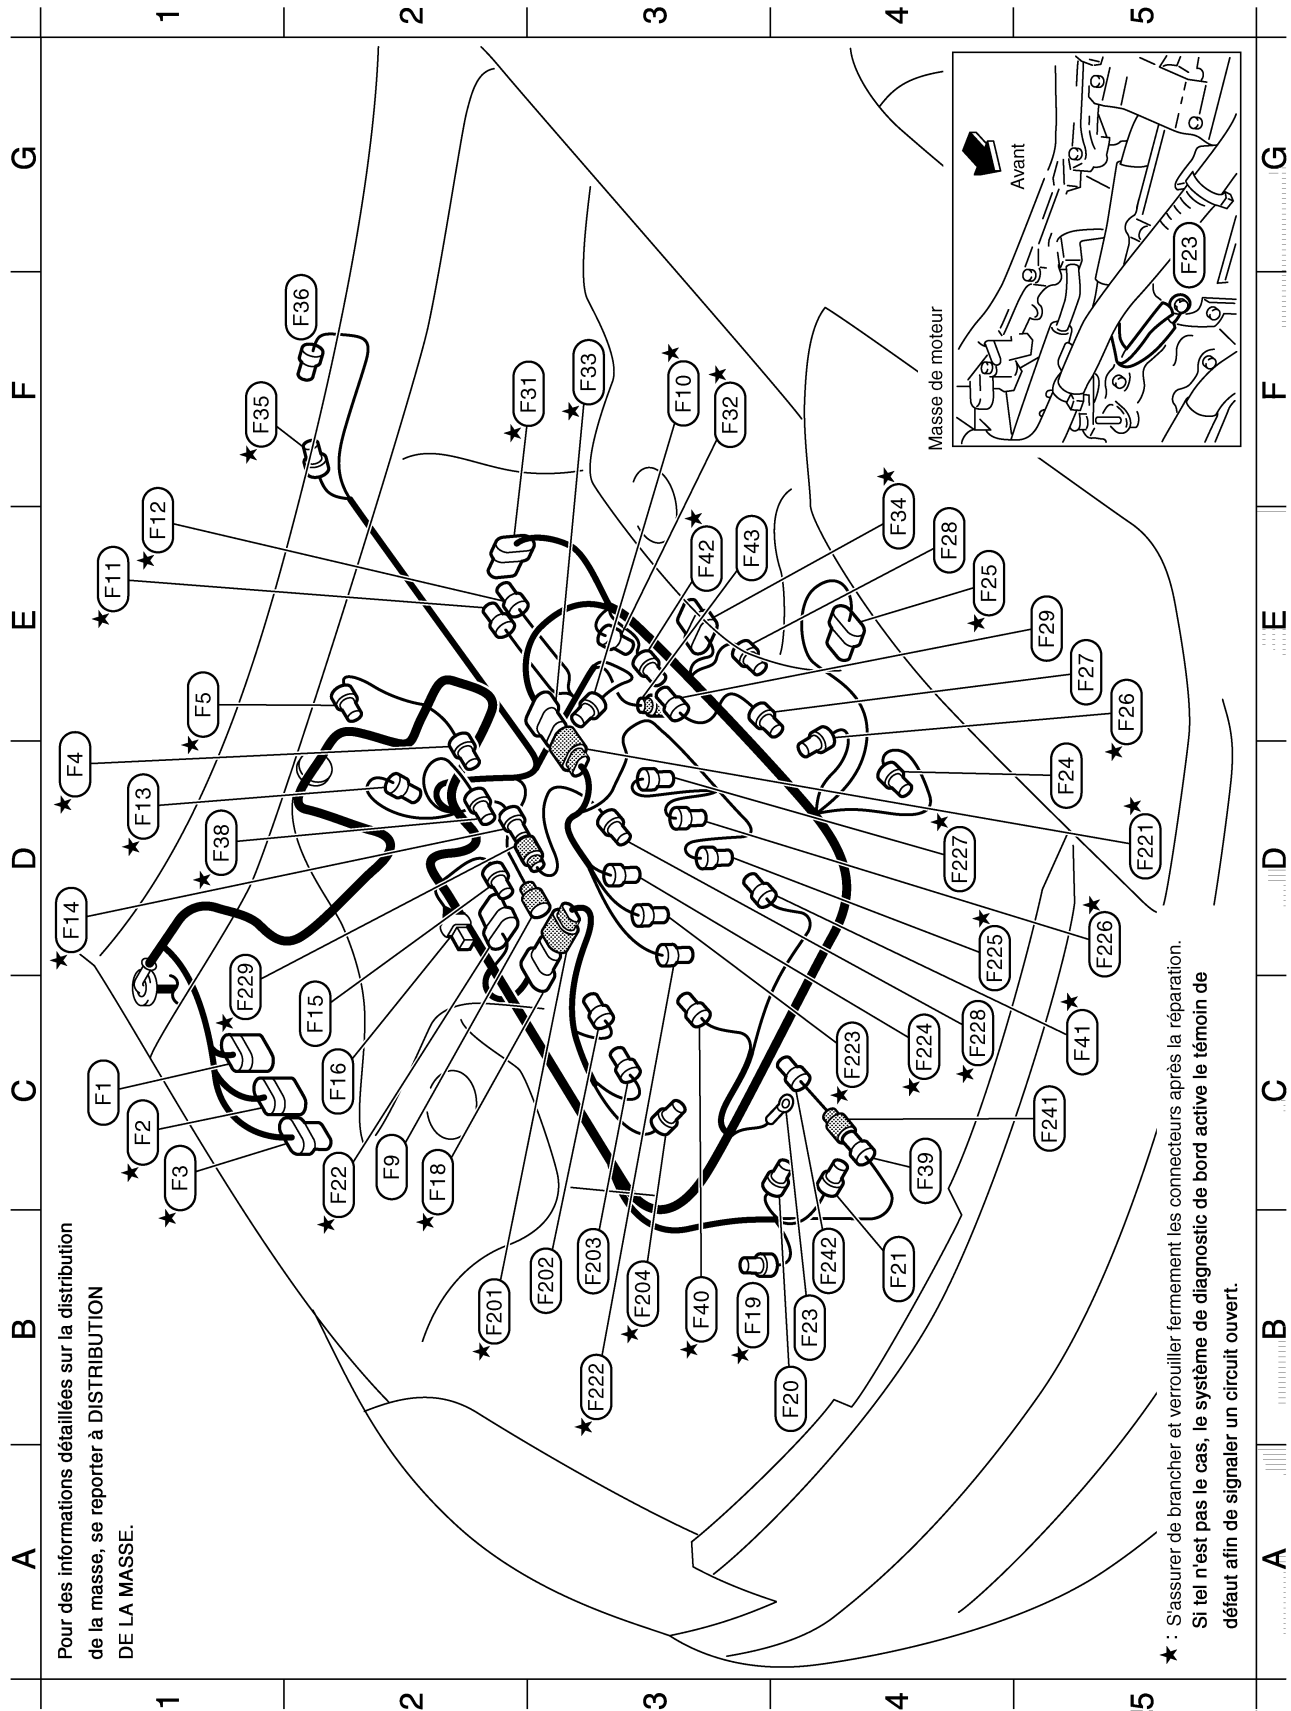 Pour des informations détaillées sur la distribution
de la masse, se reporter à DISTRIBUTION
DE LA MASSE.
A
B
C
D
E
F
G
1
2
3
4
5
F1
★ F2
★ F3
★ F4
★ F5
★ F11
★ F12
★ F13
★ F14
★ F38
★ F229
F15
F16
★ F22
F9
★ F18
★ F201
F202
F203
★ F204
★ F222
★ F40
★ F19
F20
F23
F242
F21
F39
F241
★ F223
★ F224
★ F228
★ F41
★ F225
★ F226
★ F227
★ F221
F24
★ F26
F27
F29
★ F25
F28
★ F34
F43
★ F42
★ F32
★ F10
★ F33
★ F31
★ F35
F36
Masse de moteur
Avant
F23
★ : S'assurer de brancher et verrouiller fermement les connecteurs après la réparation.
Si tel n'est pas le cas, le système de diagnostic de bord active le témoin de
défaut afin de signaler un circuit ouvert.
1
2
3
4
5
A
B
C
D
E
F
G